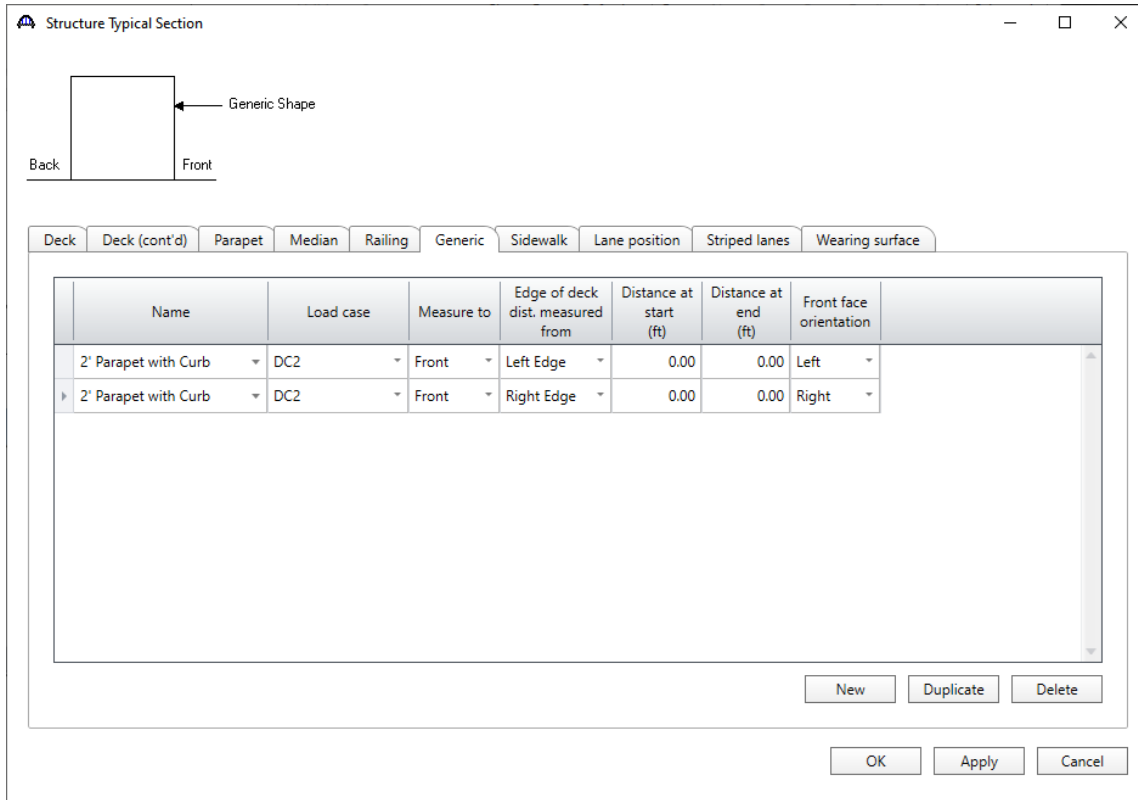 Structure Typical Section
Generic Shape
Back Front
Deck Deck (cont'd) Parapet Median Railing Generic Sidewalk Lane position Striped lanes Wearing surface
Name Load case Measure to Edge of deck dist. measured from Distance at start (ft) Distance at end (ft) Front face orientation
2' Parapet with Curb DC2 Front Left Edge 0.00 0.00 Left
2' Parapet with Curb DC2 Front Right Edge 0.00 0.00 Right
New Duplicate Delete
OK Apply Cancel